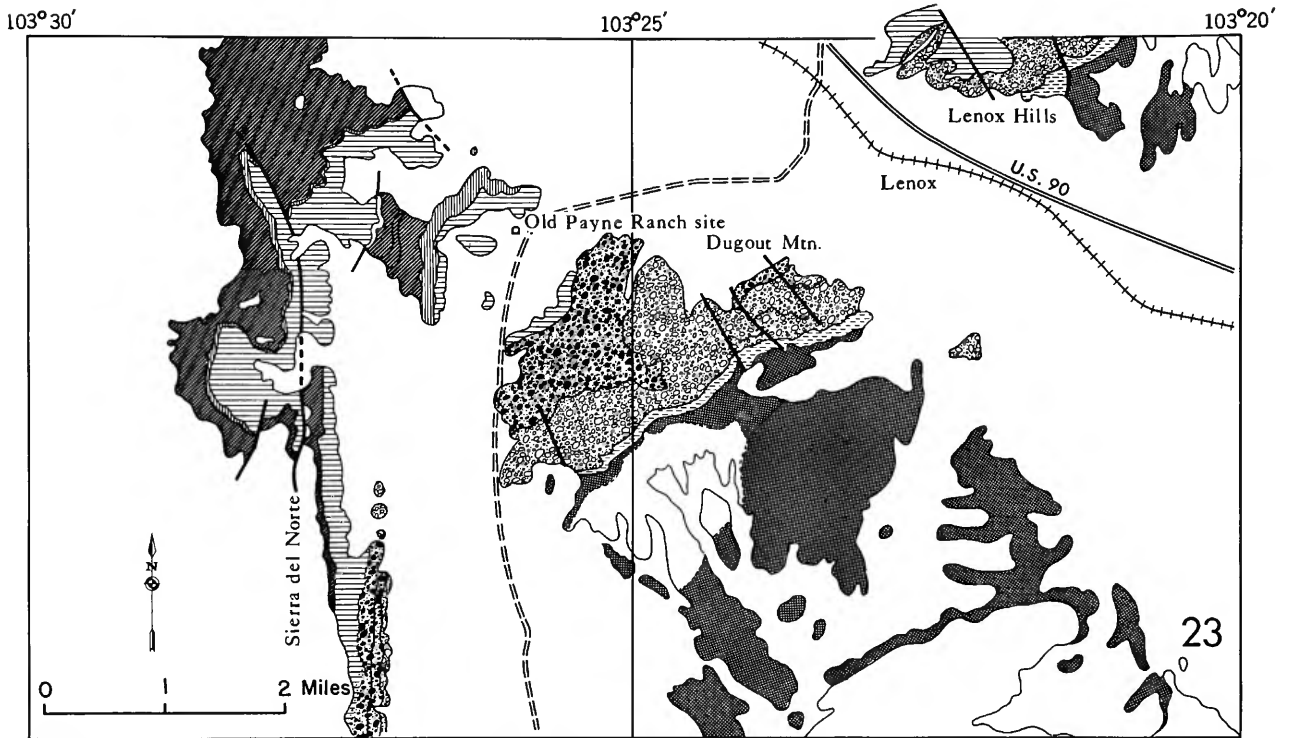 103°30′
103°25′
103°20′
Lenox Hills
U.S. 90
Lenox
Old Payne Ranch site
Dugout Mtn.
Sierra del Norte
N
23
0
1
2 Miles